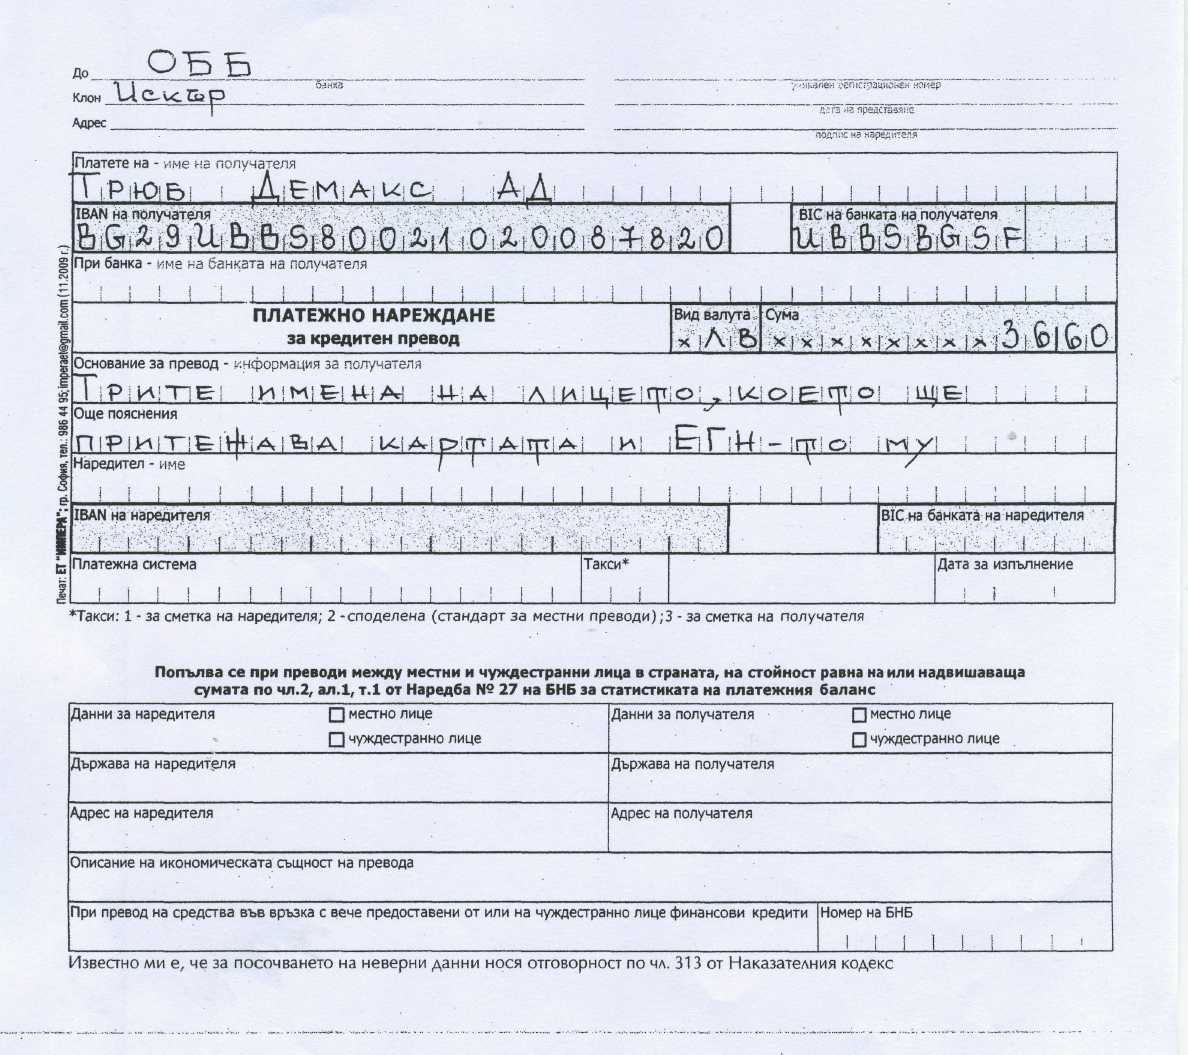 До ОББ
банка
уникален регистрационен номер
Клон Искър
дата на представяне
Адрес
подпис на наредителя
Платете на - име на получателя
ТРЮБ ДЕМАКС АД
IBAN на получателя
BIC на банката на получателя
BG29UBBS80021020087820
UBBSBGSF
При банка - име на банката на получателя
ПЛАТЕЖНО НАРЕЖДАНЕ
за кредитен превод
Вид валута
Сума
хЛВ
xxxxxxxx3660
Основание за превод - информация за получателя
ТРИТЕ ИМЕНА НА ЛИЦЕТО, КОЕТО ЩЕ
Още пояснения
ПРИТЕЖАВА КАРТАТА И ЕГН-ТО МУ
Наредител - име
IBAN на наредителя
BIC на банката на наредителя
Платежна система
Такси*
Дата за изпълнение
*Такси: 1 - за сметка на наредителя; 2 -споделена (стандарт за местни преводи) ;3 - за сметка на получателя
Печат: ЕТ "ИМПЕРА"; гр. София, тел.: 986 44 95; imperaet@gmail.com (11.2009 г.)
Попълва се при преводи между местни и чуждестранни лица в страната, на стойност равна на или надвишаваща
сумата по чл.2, ал.1, т.1 от Наредба № 27 на БНБ за статистиката на платежния баланс
Данни за наредителя
местно лице
Данни за получателя
местно лице
чуждестранно лице
чуждестранно лице
Държава на наредителя
Държава на получателя
Адрес на наредителя
Адрес на получателя
Описание на икономическата същност на превода
При превод на средства във връзка с вече предоставени от или на чуждестранно лице финансови кредити
Номер на БНБ
Известно ми е, че за посочването на неверни данни нося отговорност по чл. 313 от Наказателния кодекс